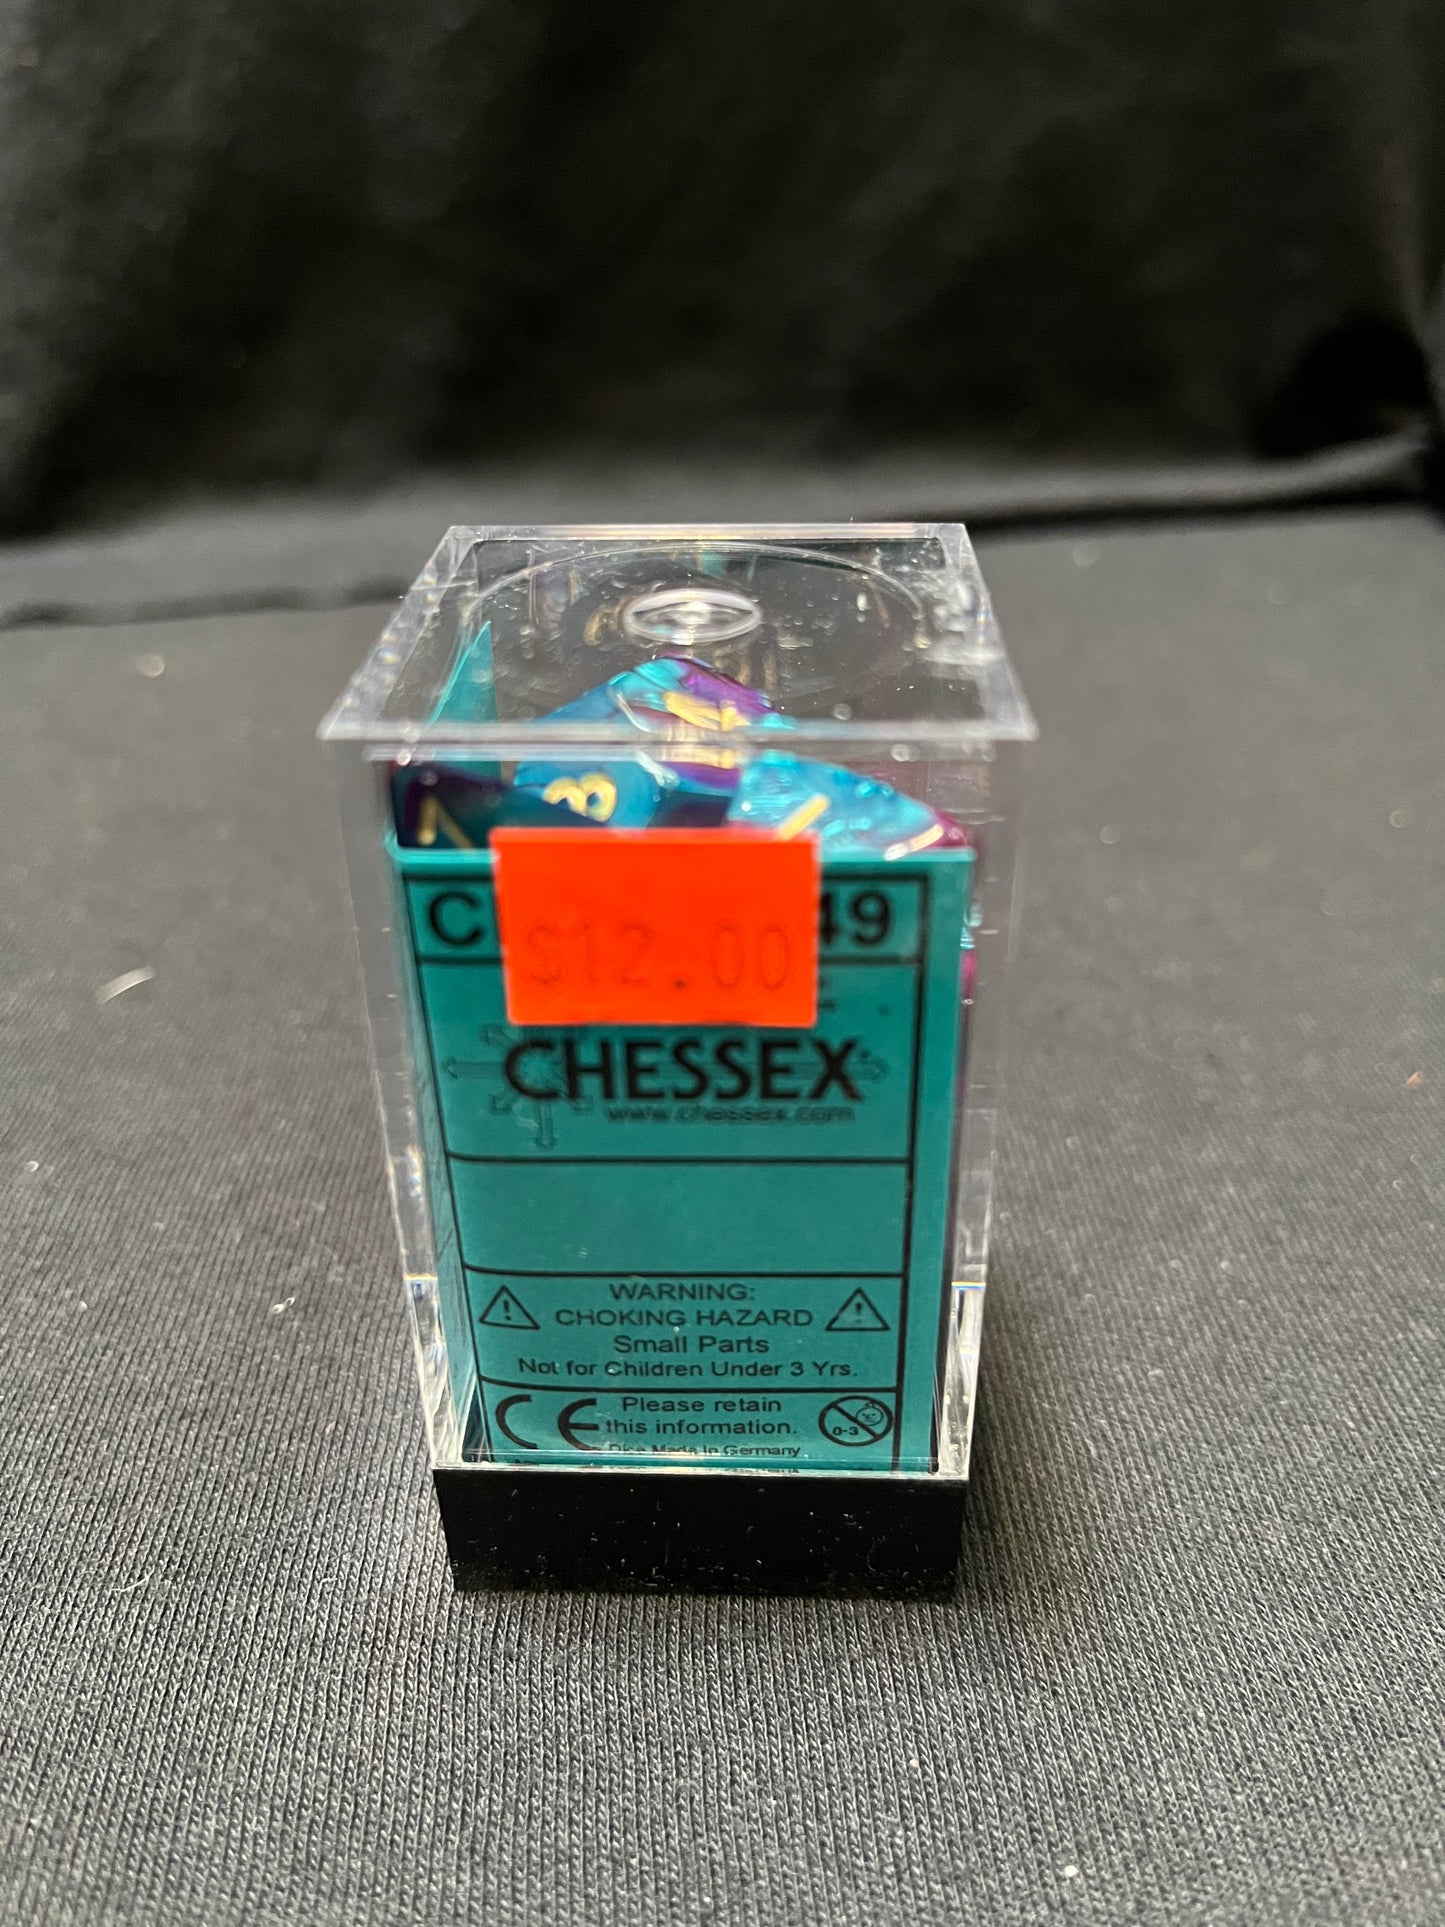 C 49
$12.00
CHESSEX
www.chessex.com
WARNING:
CHOKING HAZARD
Small Parts
Not for Children Under 3 Yrs.
CE Please retain
this information.
0-3
Dice Made In Germany